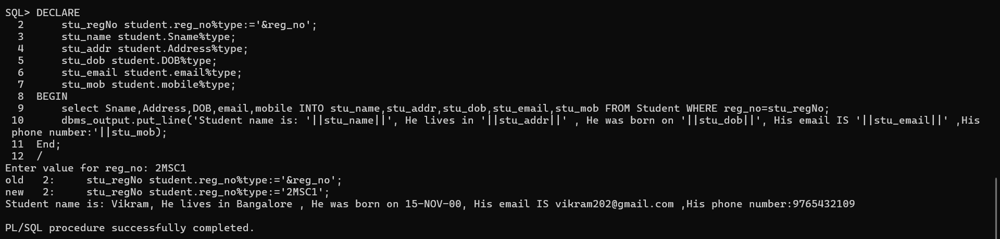 SQL> DECLARE
  2      stu_regNo student.reg_no%type:='&reg_no';
  3      stu_name student.Sname%type;
  4      stu_addr student.Address%type;
  5      stu_dob student.DOB%type;
  6      stu_email student.email%type;
  7      stu_mob student.mobile%type;
  8  BEGIN
  9      select Sname,Address,DOB,email,mobile INTO stu_name,stu_addr,stu_dob,stu_email,stu_mob FROM Student WHERE reg_no=stu_regNo;
 10      dbms_output.put_line('Student name is: '||stu_name||', He lives in '||stu_addr||' , He was born on '||stu_dob||', His email IS '||stu_email||' ,His
 phone number:'||stu_mob);
 11  End;
 12  /
Enter value for reg_no: 2MSC1
old   2:     stu_regNo student.reg_no%type:='&reg_no';
new   2:     stu_regNo student.reg_no%type:='2MSC1';
Student name is: Vikram, He lives in Bangalore , He was born on 15-NOV-00, His email IS vikram202@gmail.com ,His phone number:9765432109

PL/SQL procedure successfully completed.